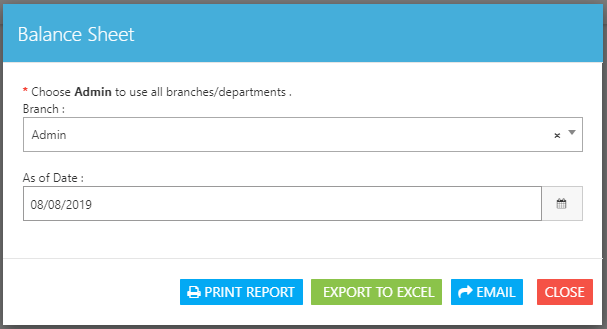 Balance Sheet
* Choose Admin to use all branches/departments .
Branch :
Admin
As of Date :
08/08/2019
PRINT REPORT
EXPORT TO EXCEL
EMAIL
CLOSE